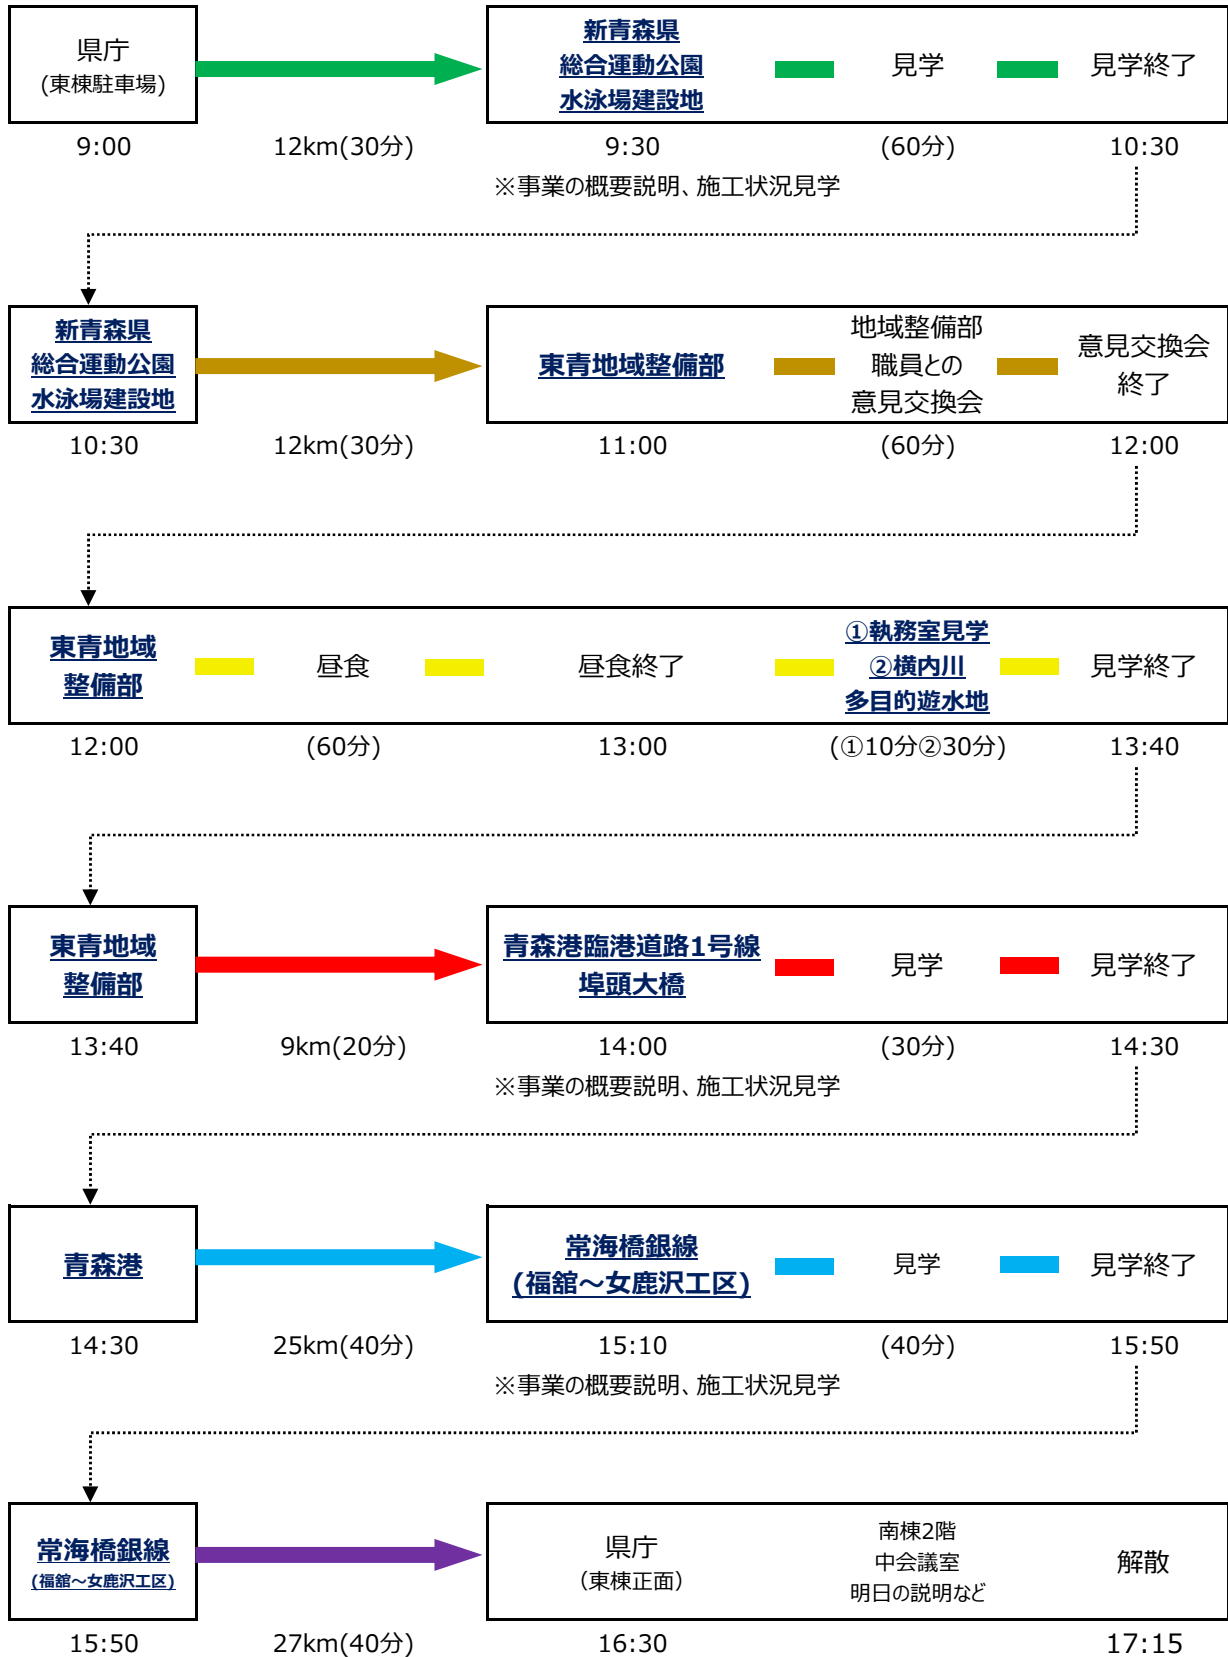 県庁
(東棟駐車場)
新青森県
総合運動公園
水泳場建設地
見学
見学終了
9:00
12km(30分)
9:30
(60分)
10:30
※事業の概要説明、施工状況見学
新青森県
総合運動公園
水泳場建設地
東青地域整備部
地域整備部
職員との
意見交換会
意見交換会
終了
10:30
12km(30分)
11:00
(60分)
12:00
東青地域
整備部
昼食
昼食終了
①執務室見学
②横内川
多目的遊水地
見学終了
12:00
(60分)
13:00
(①10分②30分)
13:40
東青地域
整備部
青森港臨港道路1号線
埠頭大橋
見学
見学終了
13:40
9km(20分)
14:00
(30分)
14:30
※事業の概要説明、施工状況見学
青森港
常海橋銀線
(福舘～女鹿沢工区)
見学
見学終了
14:30
25km(40分)
15:10
(40分)
15:50
※事業の概要説明、施工状況見学
常海橋銀線
(福舘～女鹿沢工区)
県庁
（東棟正面）
南棟2階
中会議室
明日の説明など
解散
15:50
27km(40分)
16:30
17:15